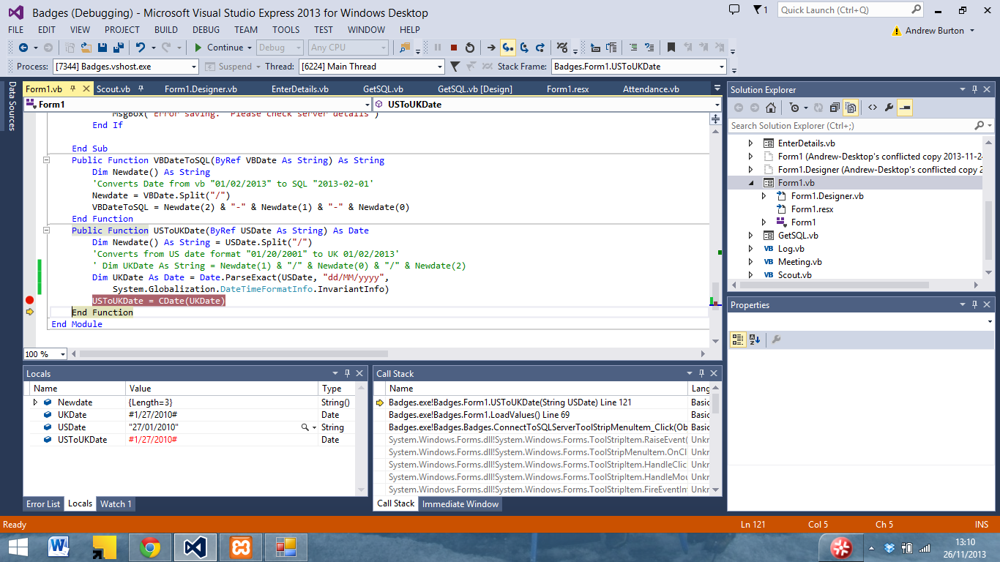 Badges (Debugging) - Microsoft Visual Studio Express 2013 for Windows Desktop
1
Quick Launch (Ctrl+Q)
FILE EDIT VIEW PROJECT BUILD DEBUG TEAM TOOLS TEST WINDOW HELP
Andrew Burton
Continue
Debug
Any CPU
Process: [7344] Badges.vshost.exe
Suspend
Thread: [6224] Main Thread
Stack Frame: Badges.Form1.USToUKDate
Data Sources
Form1.vb Scout.vb Form1.Designer.vb EnterDetails.vb GetSQL.vb GetSQL.vb [Design] Form1.resx Attendance.vb
Form1
USToUKDate
MsgBox("Error saving. Please check server details")
End If
End Sub
Public Function VBDateToSQL(ByRef VBDate As String) As String
Dim Newdate() As String
'Converts Date from vb "01/02/2013" to SQL "2013-02-01'
Newdate = VBDate.Split("/")
VBDateToSQL = Newdate(2) & "-" & Newdate(1) & "-" & Newdate(0)
End Function
Public Function USToUKDate(ByRef USDate As String) As Date
Dim Newdate() As String = USDate.Split("/")
'Converts from US date format "01/20/2001" to UK 01/02/2013'
' Dim UKDate As String = Newdate(1) & "/" & Newdate(0) & "/" & Newdate(2)
Dim UKDate As Date = Date.ParseExact(USDate, "dd/MM/yyyy",
System.Globalization.DateTimeFormatInfo.InvariantInfo)
USToUKDate = CDate(UKDate)
End Function
End Module
100 %
Solution Explorer
Search Solution Explorer (Ctrl+;)
EnterDetails.vb
Form1 (Andrew-Desktop's conflicted copy 2013-11-24
Form1.Designer (Andrew-Desktop's conflicted copy 2
Form1.vb
Form1.Designer.vb
Form1.resx
Form1
GetSQL.vb
Log.vb
Meeting.vb
Scout.vb
Properties
Locals
Name Value Type
Newdate {Length=3} String()
UKDate #1/27/2010# Date
USDate "27/01/2010" String
USToUKDate #1/27/2010# Date
Error List Locals Watch 1
Call Stack
Name Lang
Badges.exe!Badges.Form1.USToUKDate(String USDate) Line 121 Basic
Badges.exe!Badges.Form1.LoadValues() Line 69 Basic
Badges.exe!Badges.Badges.ConnectToSQLServerToolStripMenuItem_Click(Ob Basic
System.Windows.Forms.dll!System.Windows.Forms.ToolStripItem.RaiseEvent( Unkn
System.Windows.Forms.dll!System.Windows.Forms.ToolStripMenuItem.OnCl Unkn
System.Windows.Forms.dll!System.Windows.Forms.ToolStripItem.HandleClic Unkn
System.Windows.Forms.dll!System.Windows.Forms.ToolStripItem.HandleMou Unkn
System.Windows.Forms.dll!System.Windows.Forms.ToolStripItem.FireEventInt Unkn
Call Stack Immediate Window
Ready
Ln 121 Col 5 Ch 5 INS
13:10
26/11/2013